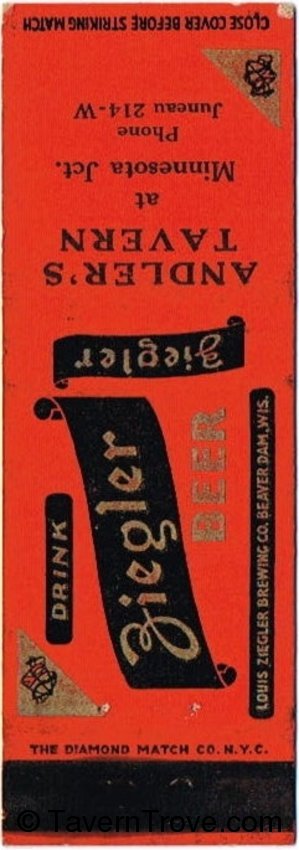 CLOSE COVER BEFORE STRIKING MATCH
ANDLER'S
TAVERN
at
Minnesota Jct.
Phone
Juneau 214-W
Ziegler
DRINK
Ziegler
BEER
LOUIS ZIEGLER BREWING CO. BEAVER DAM, WIS.
THE DIAMOND MATCH CO. N.Y.C.
© TavernTrove.com